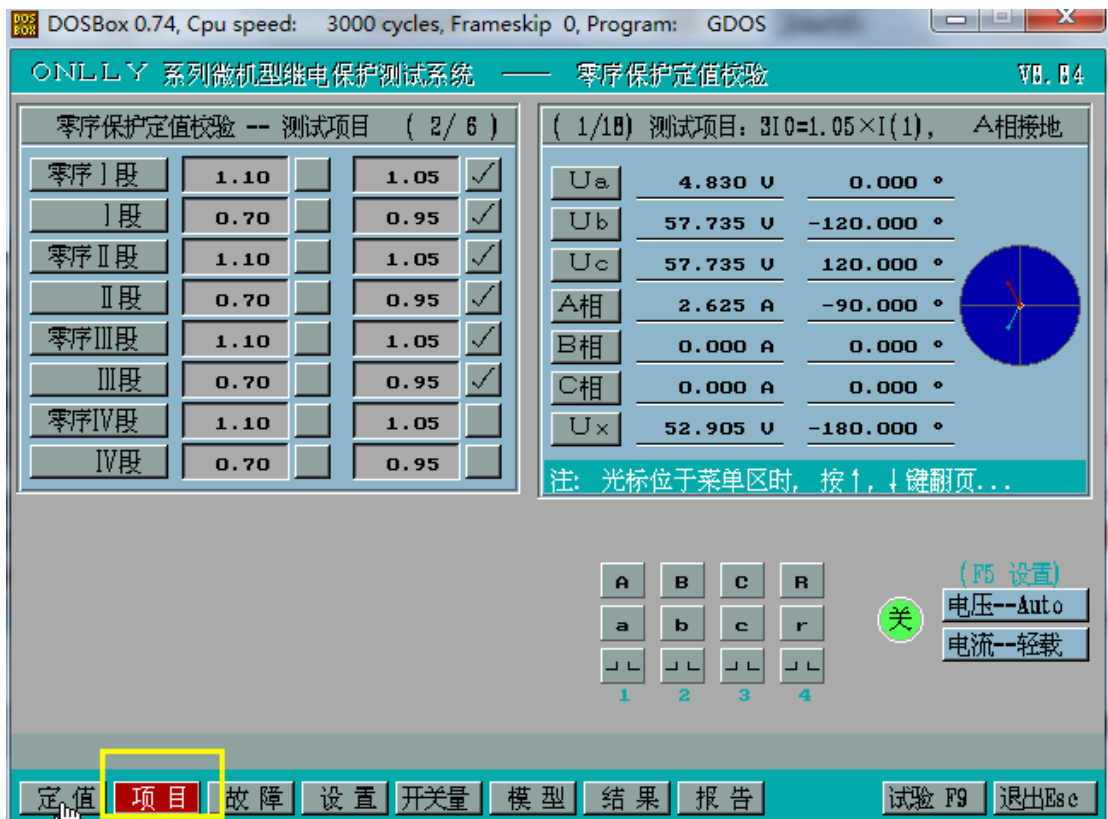 DOSBox 0.74, Cpu speed: 3000 cycles, Frameskip 0, Program: GDOS
ONLLY 系列微机型继电保护测试系统 —— 零序保护定值校验 V8.04
零序保护定值校验 -- 测试项目 ( 2/ 6 )
零序Ⅰ段 1.10 1.05 ✓
Ⅰ段 0.70 0.95 ✓
零序Ⅱ段 1.10 1.05 ✓
Ⅱ段 0.70 0.95 ✓
零序Ⅲ段 1.10 1.05 ✓
Ⅲ段 0.70 0.95 ✓
零序Ⅳ段 1.10 1.05
Ⅳ段 0.70 0.95
( 1/18) 测试项目: 3I0=1.05×I(1), A相接地
Ua 4.830 V 0.000 °
Ub 57.735 V -120.000 °
Uc 57.735 V 120.000 °
A相 2.625 A -90.000 °
B相 0.000 A 0.000 °
C相 0.000 A 0.000 °
Ux 52.905 V -180.000 °
注: 光标位于菜单区时, 按↑,↓键翻页...
A B C R
a b c r
1 2 3 4
关
(F5 设置)
电压--Auto
电流--轻载
定 值 项 目 故 障 设 置 开关量 模 型 结 果 报 告 试验 F9 退出Esc